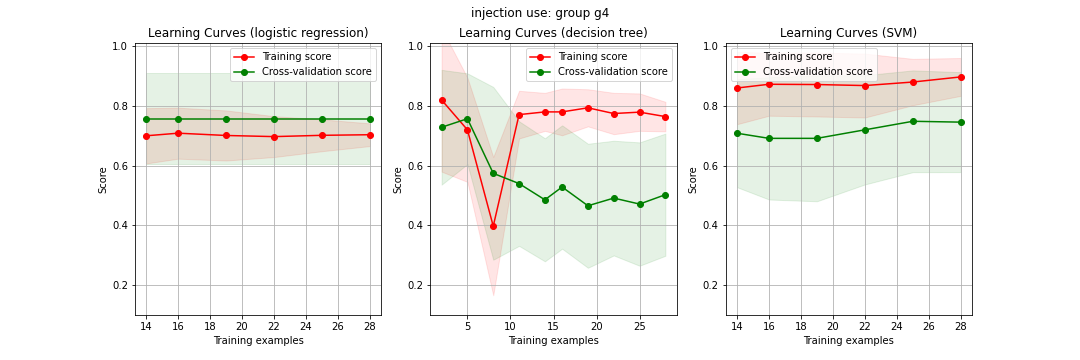 injection use: group g4
Learning Curves (logistic regression)
Training score
Cross-validation score
1.0
0.8
0.6
0.4
0.2
Score
14 16 18 20 22 24 26 28
Training examples
Learning Curves (decision tree)
Training score
Cross-validation score
1.0
0.8
0.6
0.4
0.2
Score
5 10 15 20 25
Training examples
Learning Curves (SVM)
Training score
Cross-validation score
1.0
0.8
0.6
0.4
0.2
Score
14 16 18 20 22 24 26 28
Training examples